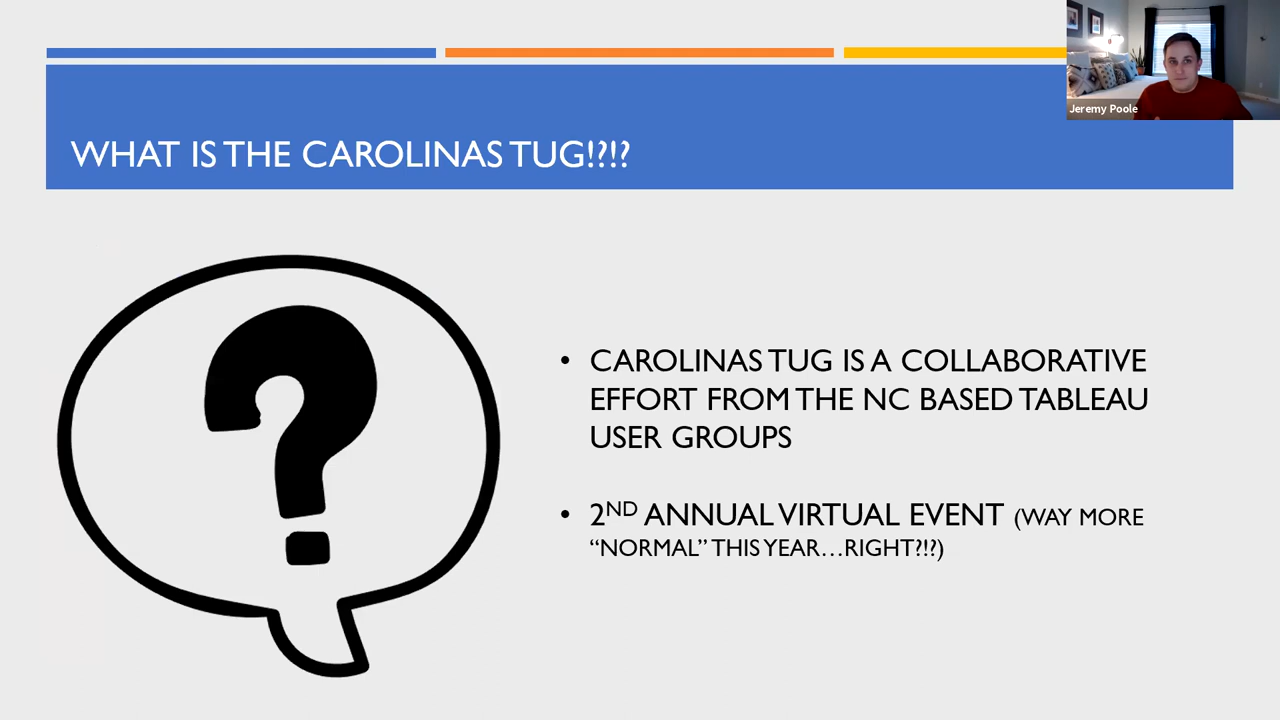 Jeremy Poole
WHAT IS THE CAROLINAS TUG!?!?
• CAROLINAS TUG IS A COLLABORATIVE
EFFORT FROM THE NC BASED TABLEAU
USER GROUPS
• 2ND ANNUAL VIRTUAL EVENT (WAY MORE
“NORMAL” THIS YEAR…RIGHT?!?)